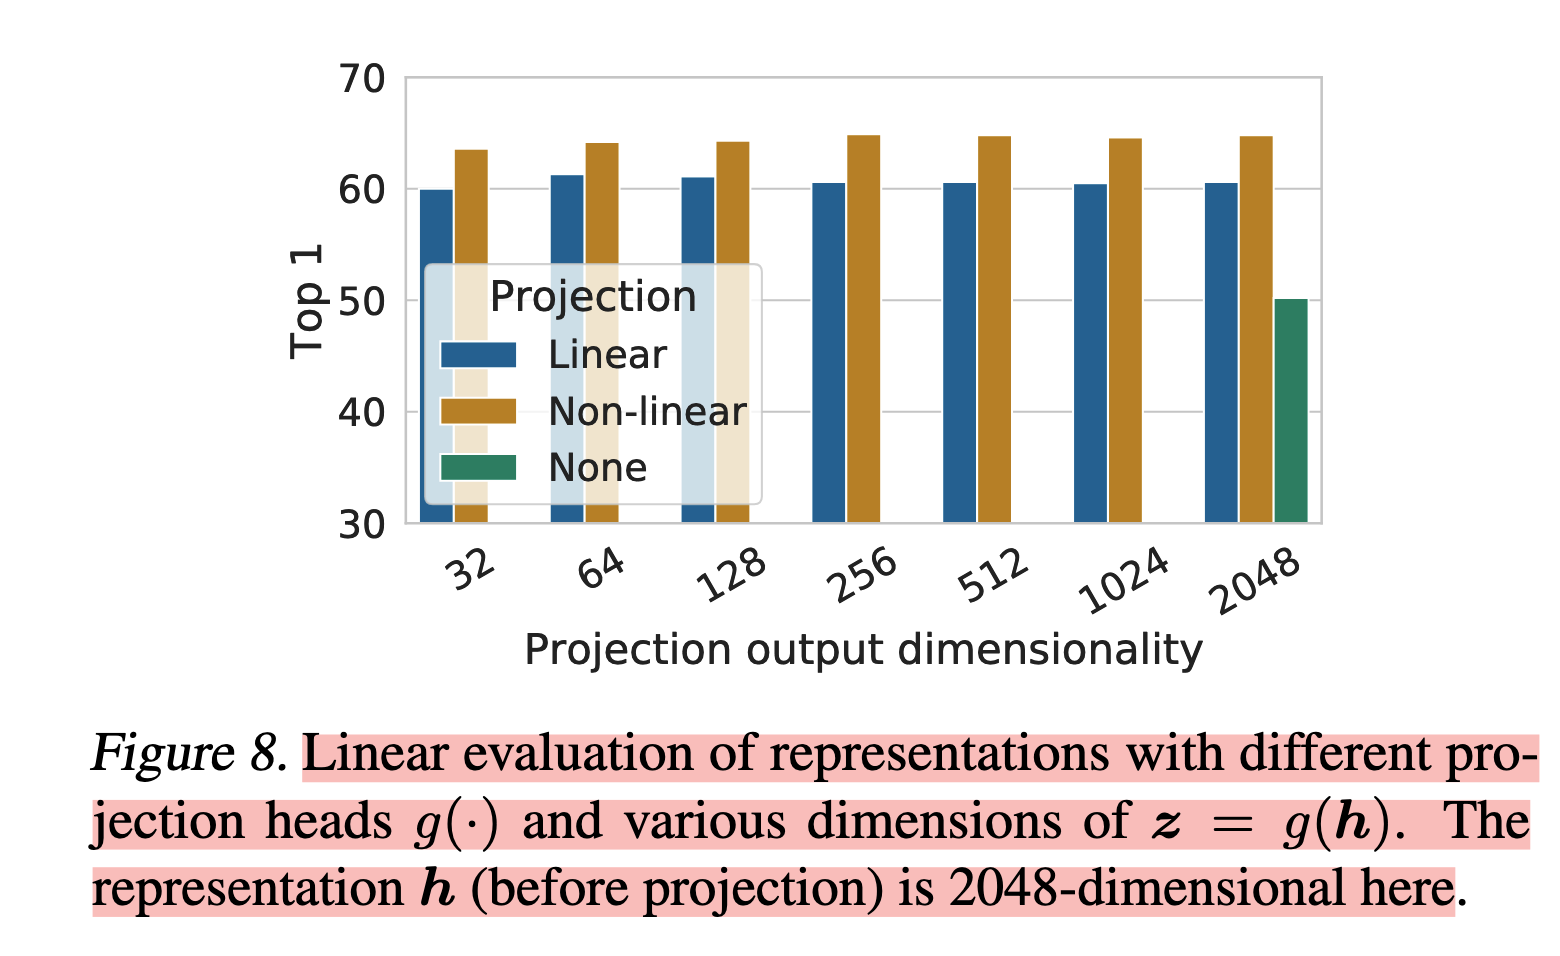 70
60
50
40
30
Top 1
Projection
Linear
Non-linear
None
32 64 128 256 512 1024 2048
Projection output dimensionality
Figure 8. Linear evaluation of representations with different pro-
jection heads g(·) and various dimensions of z = g(h). The
representation h (before projection) is 2048-dimensional here.